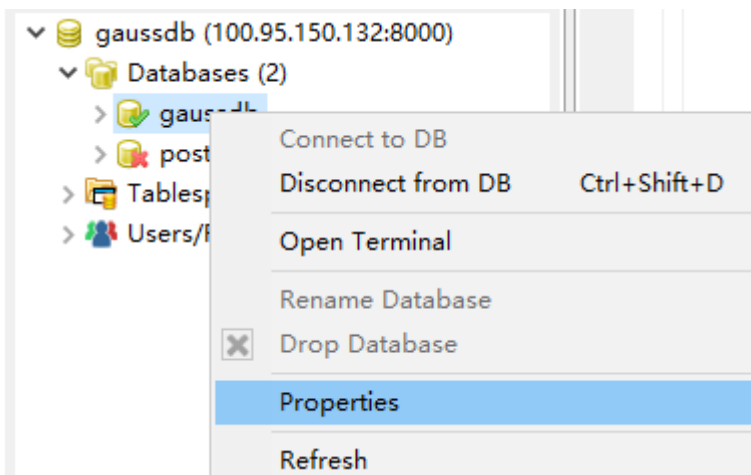 gaussdb (100.95.150.132:8000)
Databases (2)
Connect to DB
Disconnect from DB Ctrl+Shift+D
Open Terminal
Rename Database
Drop Database
Properties
Refresh